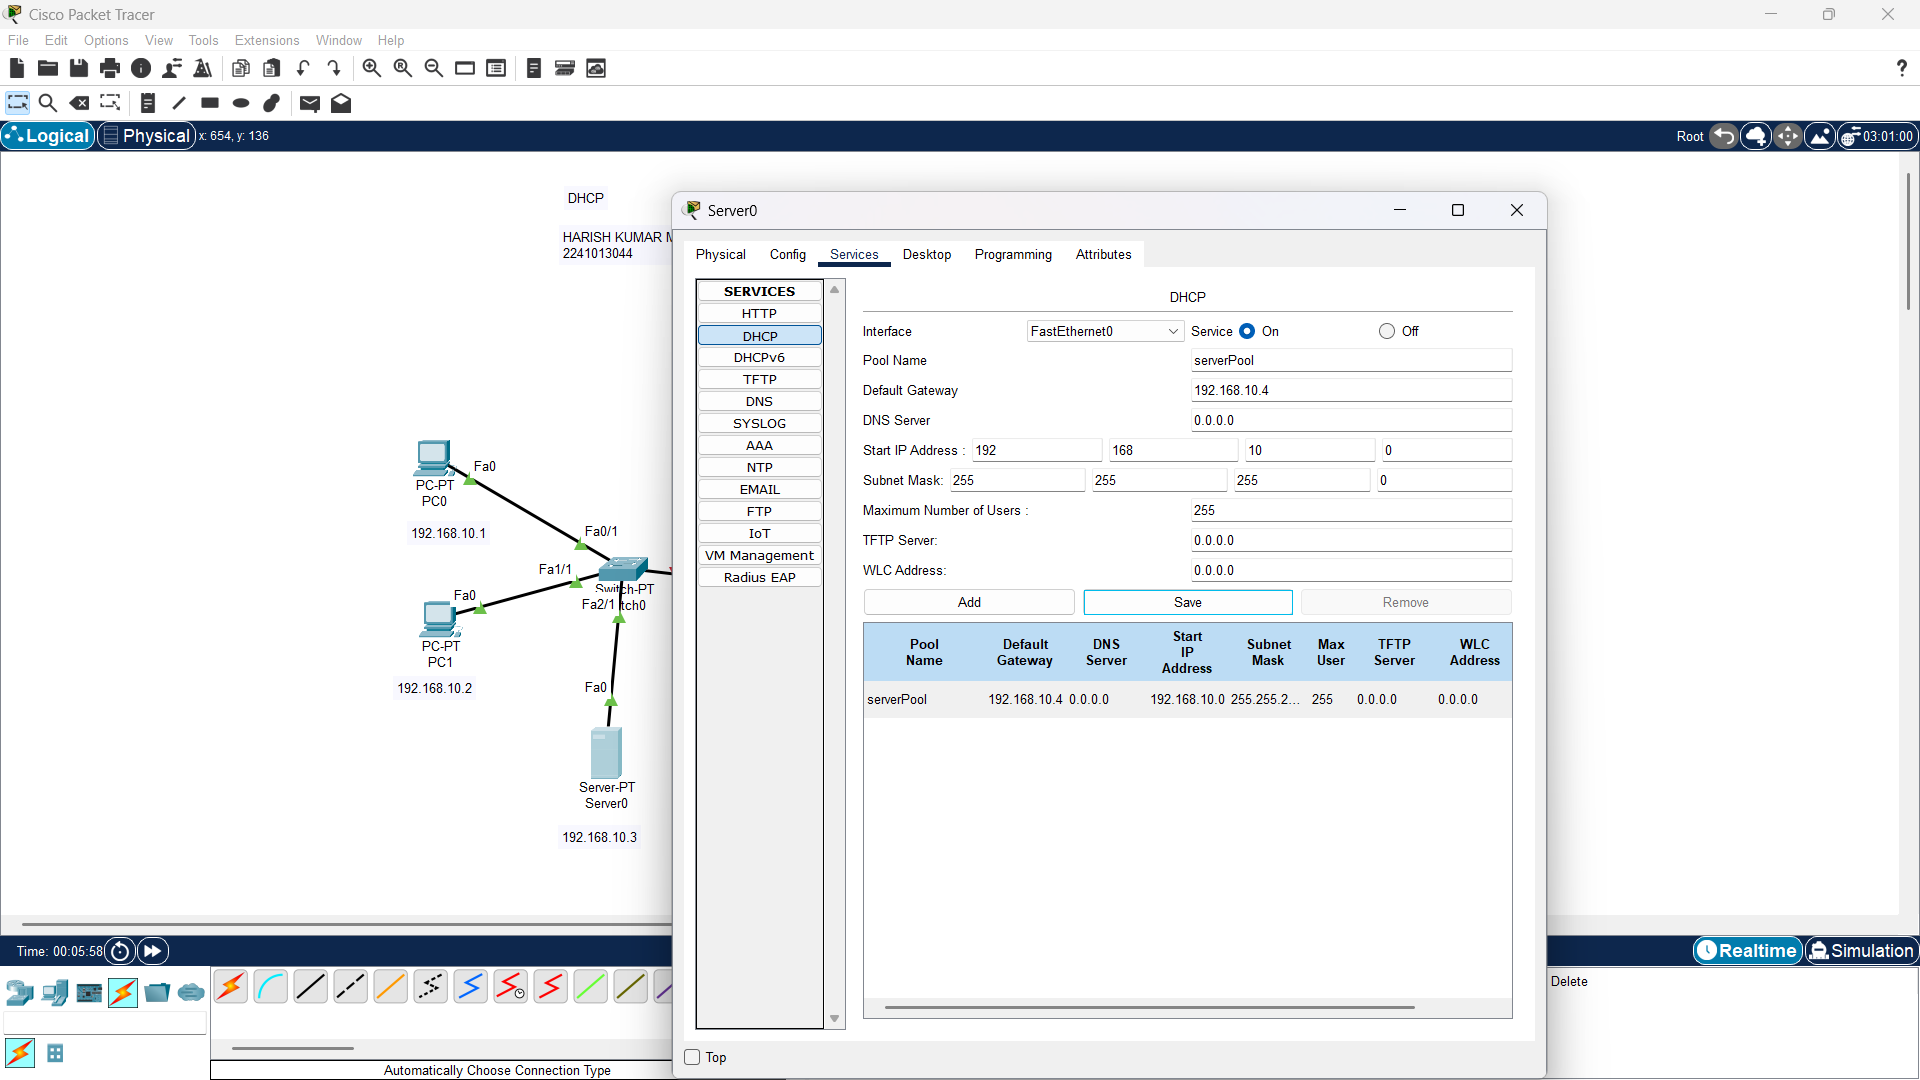 Cisco Packet Tracer
File Edit Options View Tools Extensions Window Help
?
Logical Physical x: 654, y: 136
Root 03:01:00
DHCP
HARISH KUMAR
2241013044
Fa0
PC-PT
PC0
192.168.10.1
Fa0/1
Fa1/1
Switch-PT
Fa2/1 tch0
Fa0
PC-PT
PC1
192.168.10.2
Fa0
Server-PT
Server0
192.168.10.3
Server0
Physical Config Services Desktop Programming Attributes
SERVICES
HTTP
DHCP
DHCPv6
TFTP
DNS
SYSLOG
AAA
NTP
EMAIL
FTP
IoT
VM Management
Radius EAP
DHCP
Interface FastEthernet0 Service On Off
Pool Name serverPool
Default Gateway 192.168.10.4
DNS Server 0.0.0.0
Start IP Address : 192 168 10 0
Subnet Mask: 255 255 255 0
Maximum Number of Users : 255
TFTP Server: 0.0.0.0
WLC Address: 0.0.0.0
Add Save Remove
Pool Name Default Gateway DNS Server Start IP Address Subnet Mask Max User TFTP Server WLC Address
serverPool 192.168.10.4 0.0.0.0 192.168.10.0 255.255.2... 255 0.0.0.0 0.0.0.0
Top
Time: 00:05:58
Realtime Simulation
Delete
Automatically Choose Connection Type